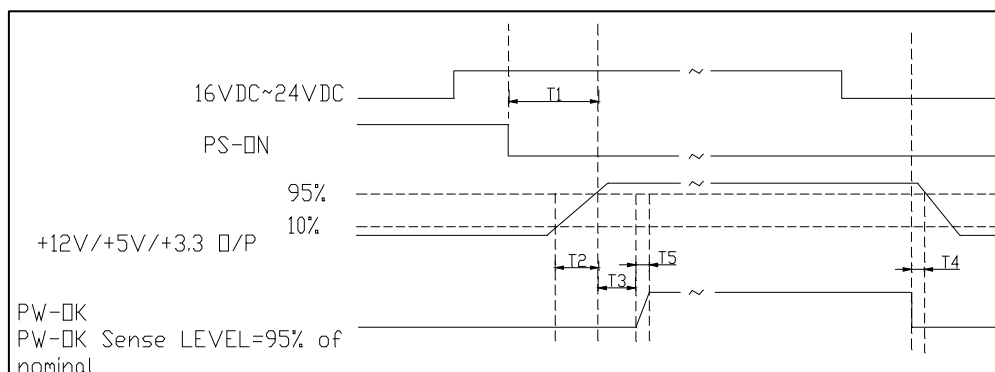 16VDC~24VDC
T1
PS-ON
95%
10%
+12V/+5V/+3.3 O/P
T2
T5
T4
T3
PW-OK
PW-OK Sense LEVEL=95% of
nominal